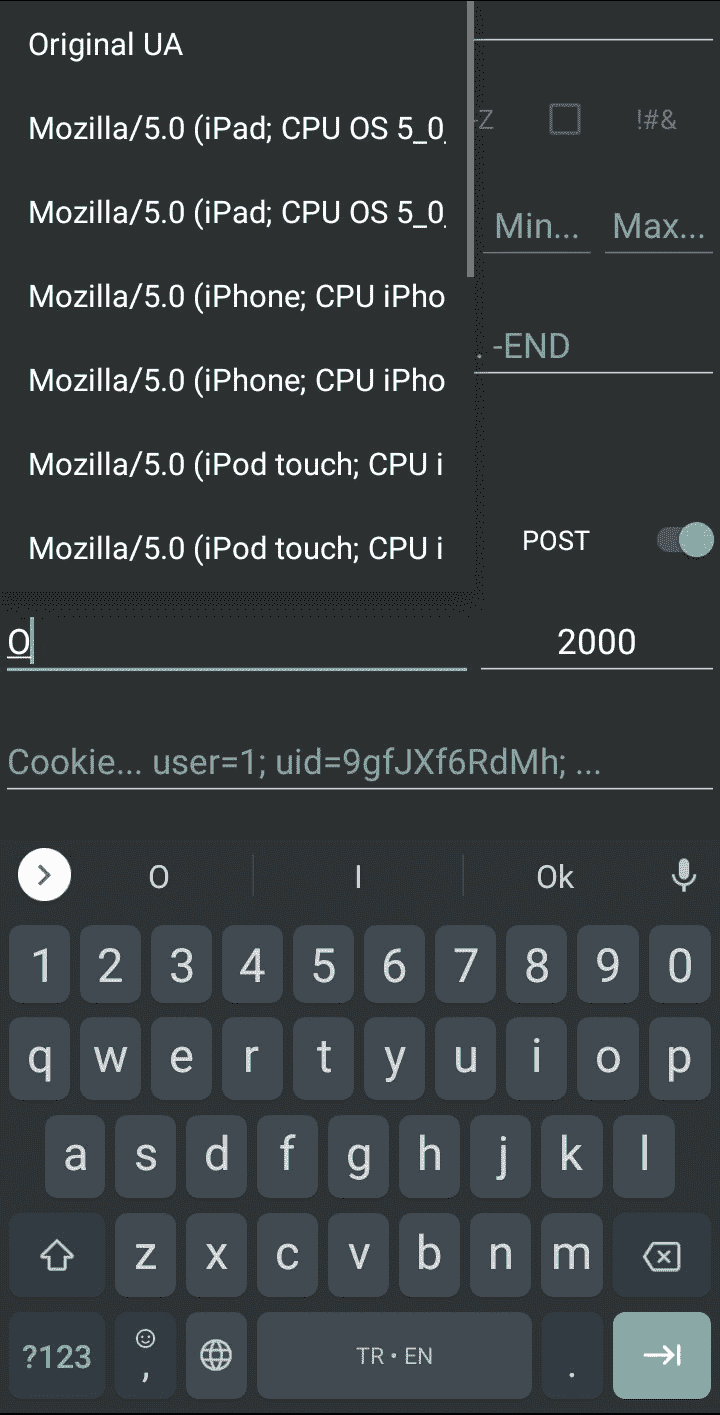 Original UA
Mozilla/5.0 (iPad; CPU OS 5_0_
-Z !#&
Mozilla/5.0 (iPad; CPU OS 5_0_
Min... Max...
Mozilla/5.0 (iPhone; CPU iPho
. -END
Mozilla/5.0 (iPhone; CPU iPho
Mozilla/5.0 (iPod touch; CPU i
Mozilla/5.0 (iPod touch; CPU i
POST
O 2000
Cookie... user=1; uid=9gfJXf6RdMh; ...
O I Ok
1 2 3 4 5 6 7 8 9 0
q w e r t y u i o p
a s d f g h j k l
z x c v b n m
?123 , TR • EN .